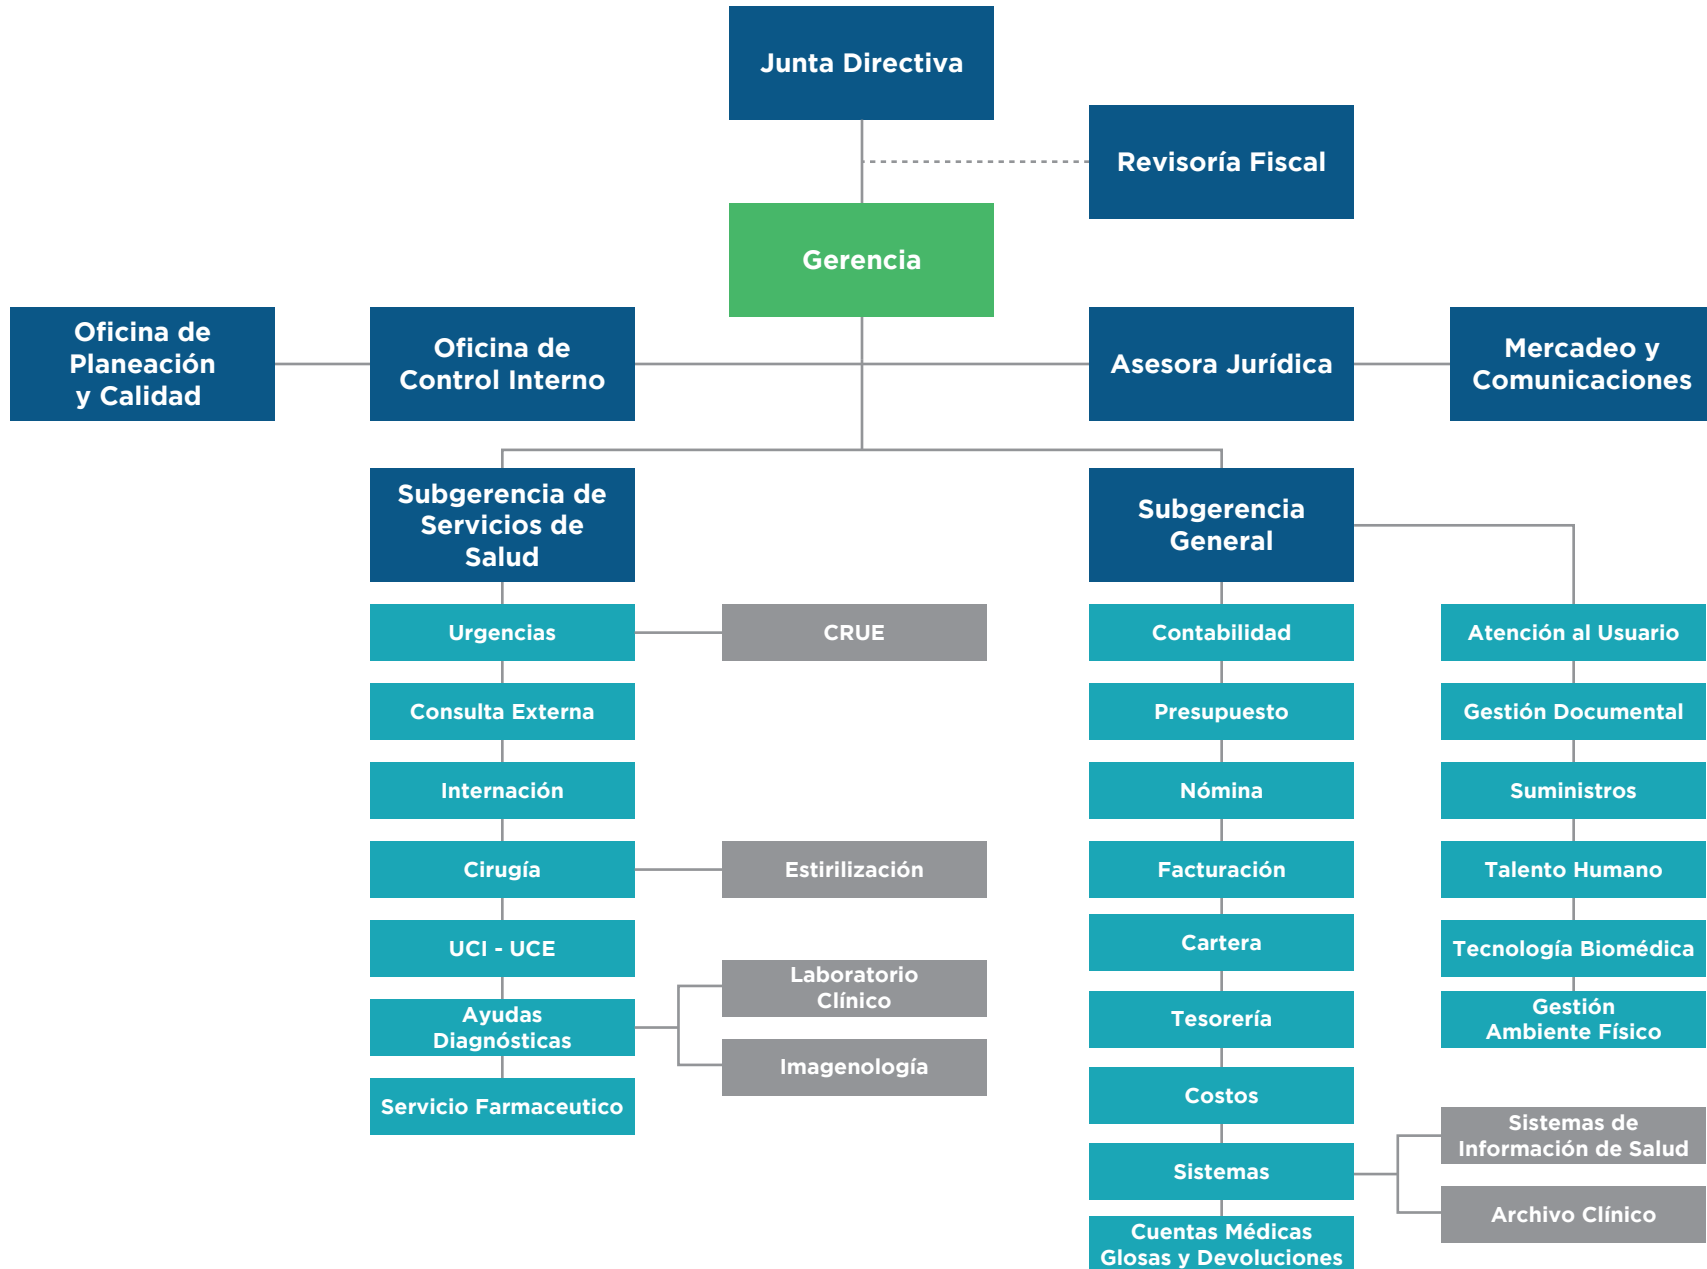 Junta Directiva
Revisoría Fiscal
Gerencia
Oficina de
Planeación
y Calidad
Oficina de
Control Interno
Asesora Jurídica
Mercadeo y
Comunicaciones
Subgerencia de
Servicios de
Salud
Subgerencia
General
Urgencias
CRUE
Consulta Externa
Internación
Cirugía
Estirilización
UCI - UCE
Ayudas
Diagnósticas
Laboratorio
Clínico
Imagenología
Servicio Farmaceutico
Contabilidad
Presupuesto
Nómina
Facturación
Cartera
Tesorería
Costos
Sistemas
Cuentas Médicas
Glosas y Devoluciones
Atención al Usuario
Gestión Documental
Suministros
Talento Humano
Tecnología Biomédica
Gestión
Ambiente Físico
Sistemas de
Información de Salud
Archivo Clínico